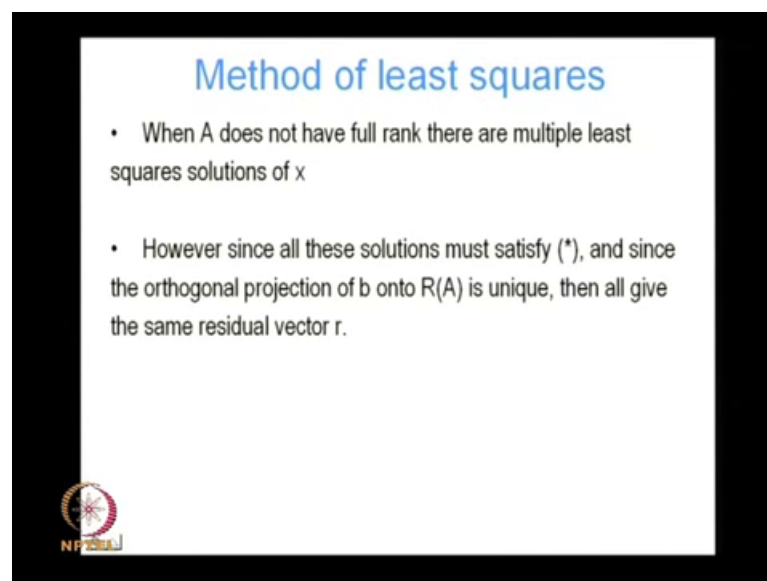 Method of least squares
• When A does not have full rank there are multiple least
squares solutions of x
• However since all these solutions must satisfy (*), and since
the orthogonal projection of b onto R(A) is unique, then all give
the same residual vector r.
NPTEL